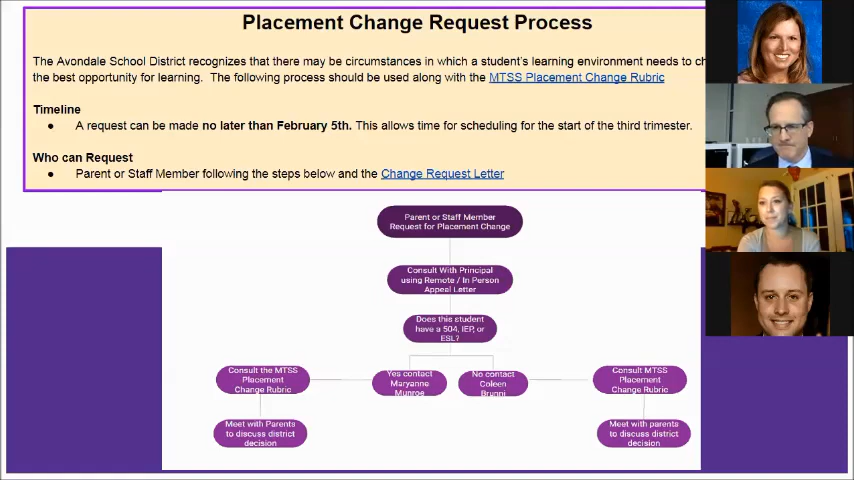 Placement Change Request Process
The Avondale School District recognizes that there may be circumstances in which a student's learning environment needs to
the best opportunity for learning. The following process should be used along with the MTSS Placement Change Rubric
Timeline
● A request can be made no later than February 5th. This allows time for scheduling for the start of the third trimester.
Who can Request
● Parent or Staff Member following the steps below and the Change Request Letter
Parent or Staff Member
Request for Placement Change
Consult With Principal
using Remote / In Person
Appeal Letter
Does this student
have a 504, IEP, or
ESL?
Consult the MTSS
Placement
Change Rubric
Yes contact
Maryanne
Munroe
No contact
Coleen
Brunni
Consult MTSS
Placement
Change Rubric
Meet with Parents
to discuss district
decision
Meet with parents
to discuss district
decision